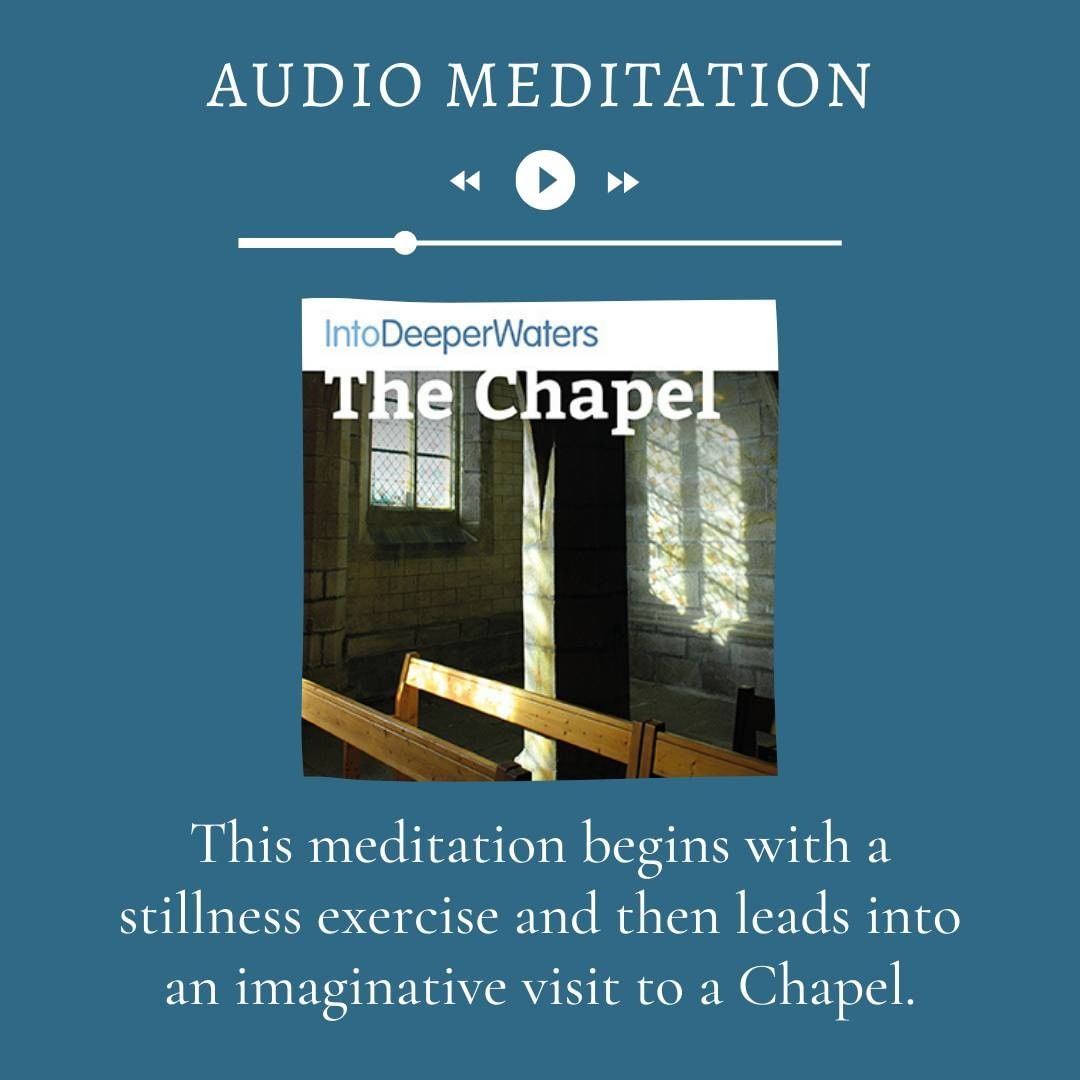 AUDIO MEDITATION
IntoDeeperWaters
The Chapel
This meditation begins with a
stillness exercise and then leads into
an imaginative visit to a Chapel.